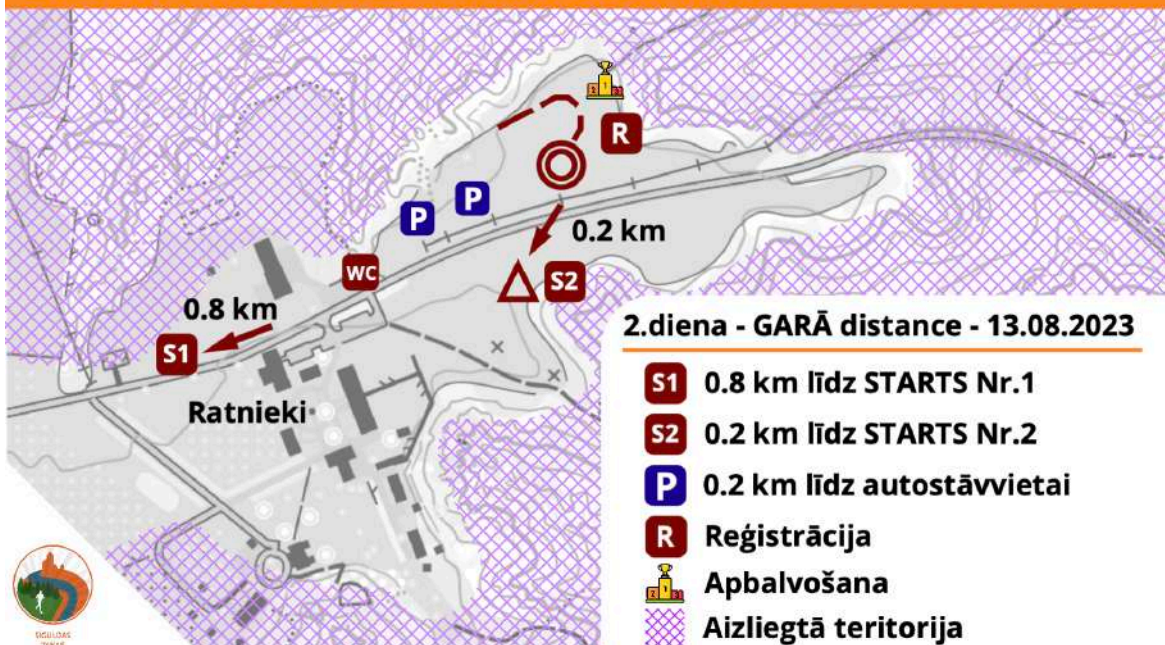 R
P
P
0.2 km
WC
S2
0.8 km
S1
Ratnieki
2.diena - GARĀ distance - 13.08.2023
S1 0.8 km līdz STARTS Nr.1
S2 0.2 km līdz STARTS Nr.2
P 0.2 km līdz autostāvvietai
R Reģistrācija
Apbalvošana
Aizliegtā teritorija
SIGULDAS